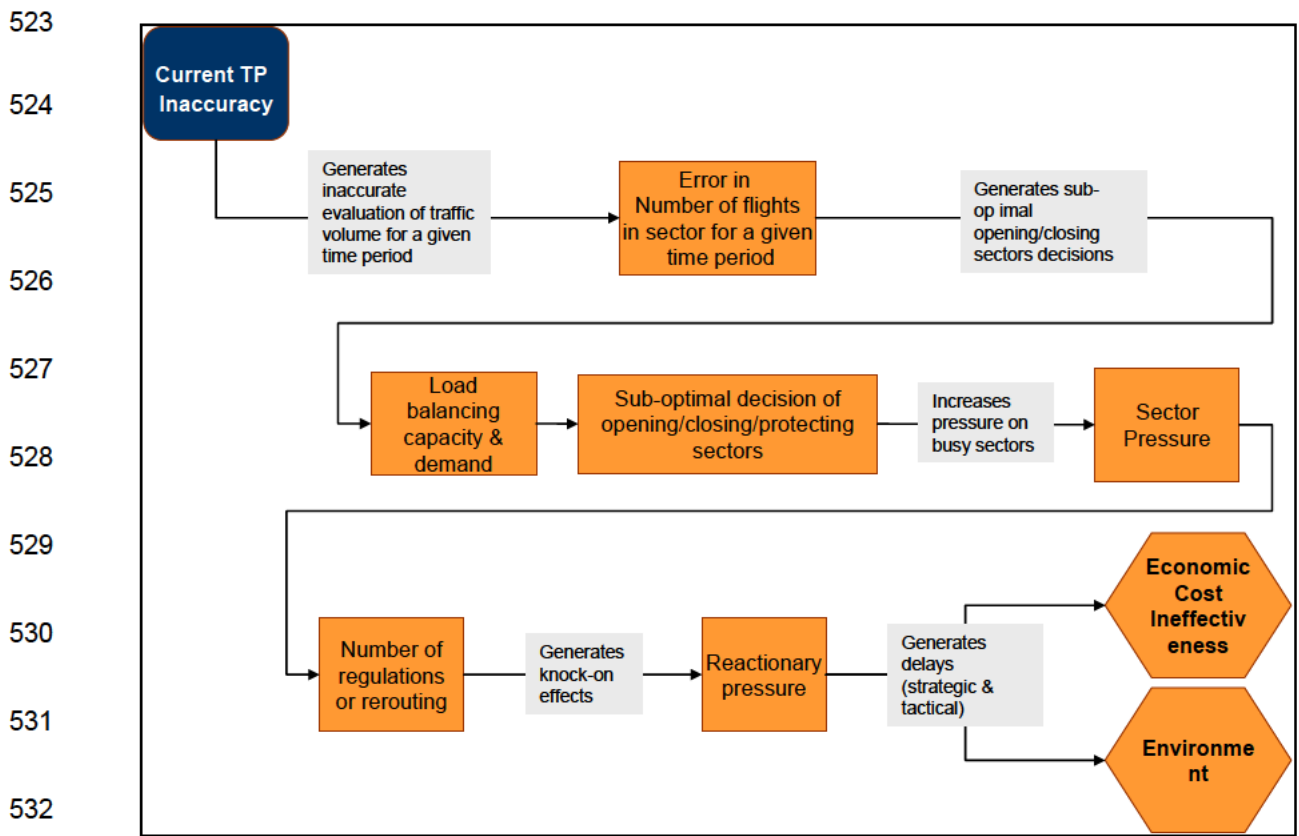 523
Current TP
Inaccuracy
524
Generates
inaccurate
evaluation of traffic
volume for a given
time period
525
Error in
Number of flights
in sector for a given
time period
Generates sub-
op imal
opening/closing
sectors decisions
526
527
Load
balancing
capacity &
demand
Sub-optimal decision of
opening/closing/protecting
sectors
Increases
pressure on
busy sectors
Sector
Pressure
528
529
Economic
Cost
Ineffectiv
eness
530
Number of
regulations
or rerouting
Generates
knock-on
effects
Reactionary
pressure
Generates
delays
(strategic &
tactical)
531
Environme
nt
532